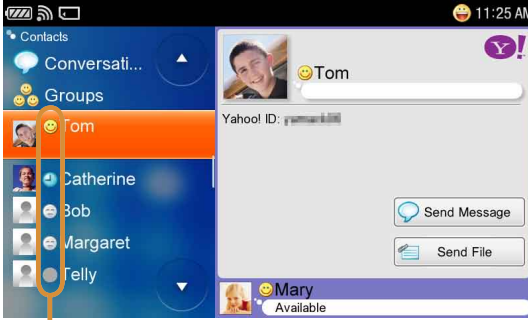 11:25 AM
Contacts
Conversati...
Groups
Tom
Catherine
Bob
Margaret
Telly
Y!
Tom
Yahoo! ID:
Send Message
Send File
Mary
Available